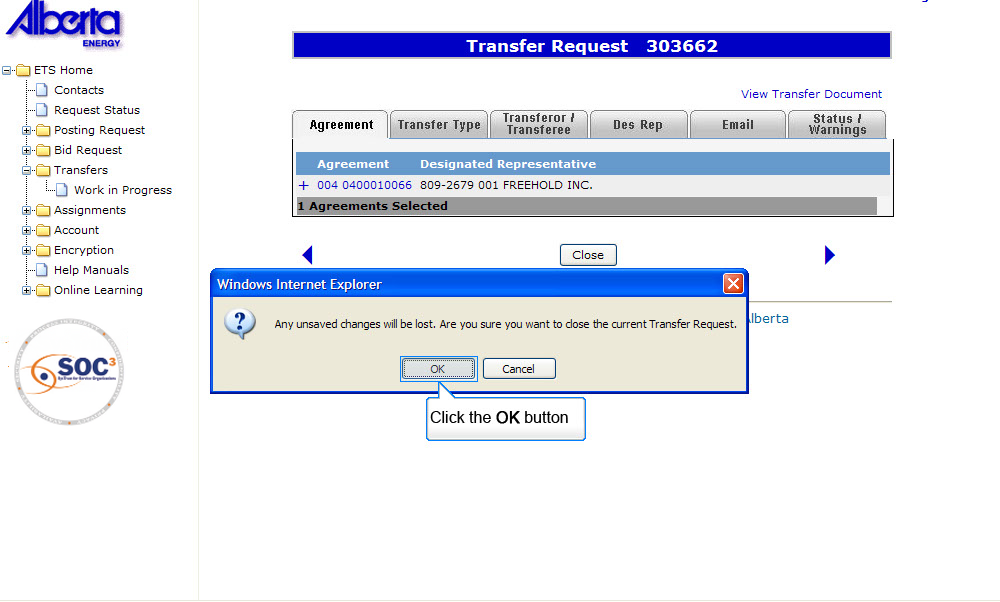 Alberta
ENERGY
ETS Home
Contacts
Request Status
Posting Request
Bid Request
Transfers
Work in Progress
Assignments
Account
Encryption
Help Manuals
Online Learning
SOC3
Transfer Request 303662
View Transfer Document
Agreement
Transfer Type
Transferor /
Transferee
Des Rep
Email
Status /
Warnings
Agreement Designated Representative
+ 004 0400010066 809-2679 001 FREEHOLD INC.
1 Agreements Selected
Close
Alberta
Windows Internet Explorer
Any unsaved changes will be lost. Are you sure you want to close the current Transfer Request.
OK
Cancel
Click the OK button